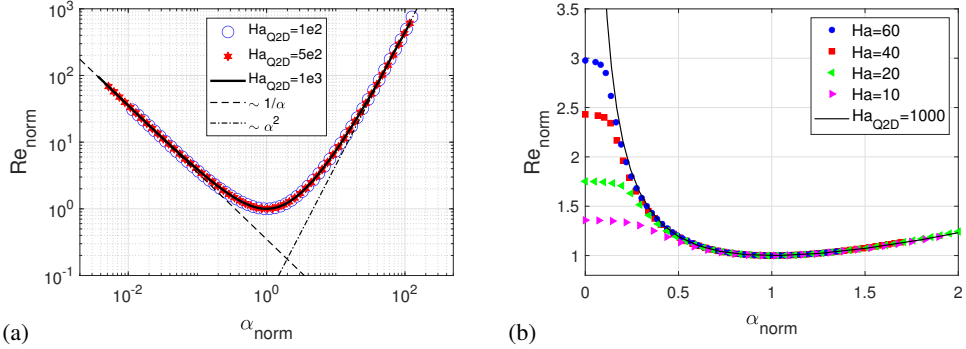 10^3
10^2
10^1
10^0
10^-1
Re_norm
10^-2
10^0
10^2
α_norm
Ha_Q2D=1e2
Ha_Q2D=5e2
Ha_Q2D=1e3
~ 1/α
~ α^2
(a)
3.5
3
2.5
2
1.5
1
Re_norm
0
0.5
1
1.5
2
α_norm
Ha=60
Ha=40
Ha=20
Ha=10
Ha_Q2D=1000
(b)